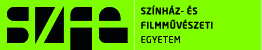 szfe
SZÍNHÁZ- ÉS
FILMMŰVÉSZETI
EGYETEM